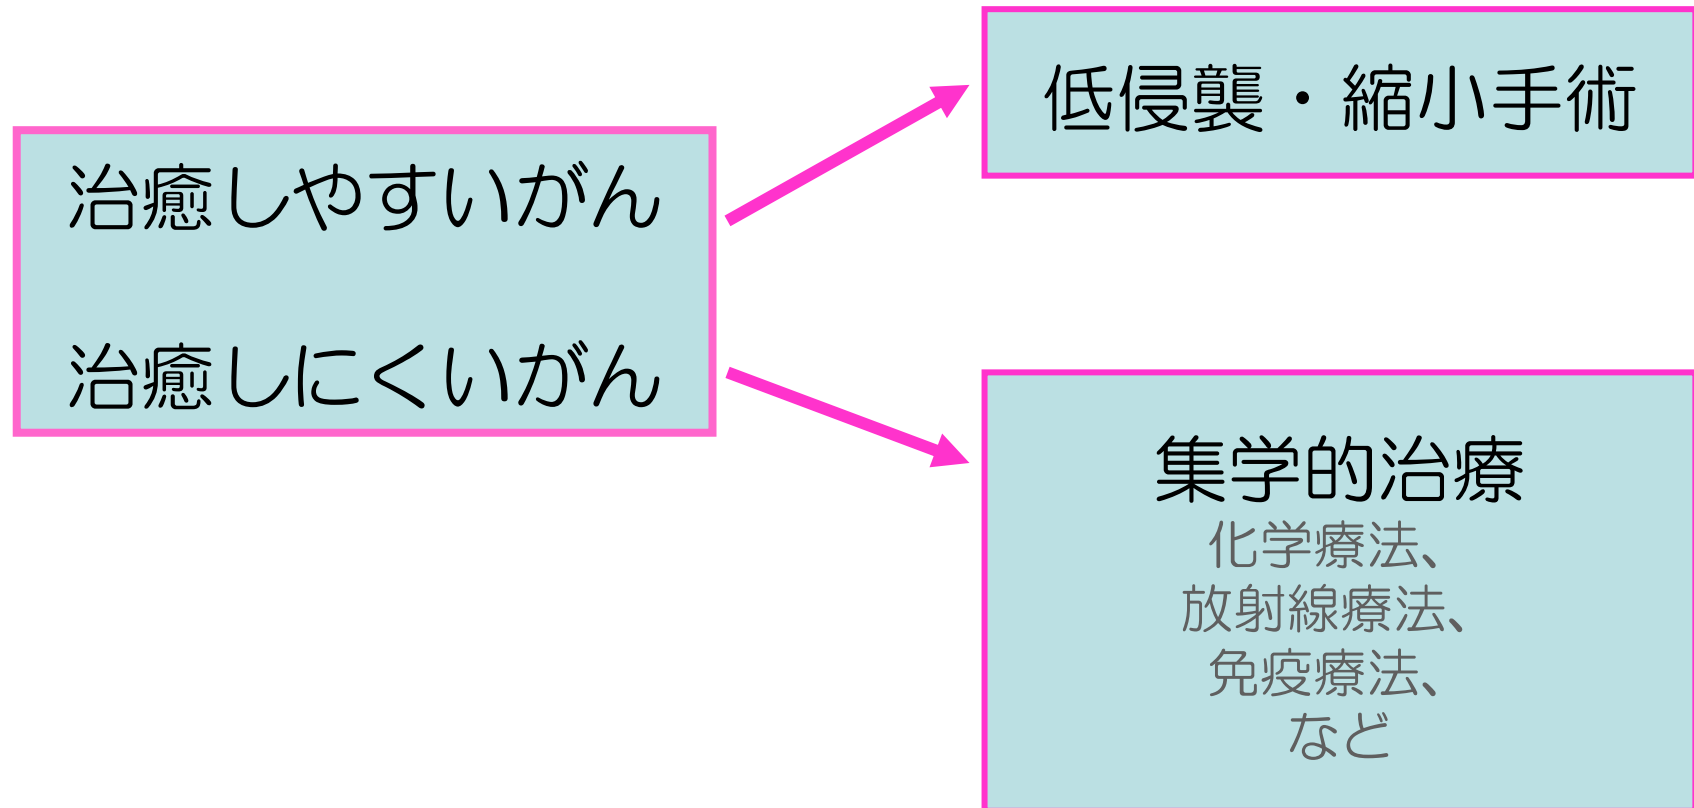 治癒しやすいがん
治癒しにくいがん
低侵襲・縮小手術
集学的治療
化学療法、
放射線療法、
免疫療法、
など